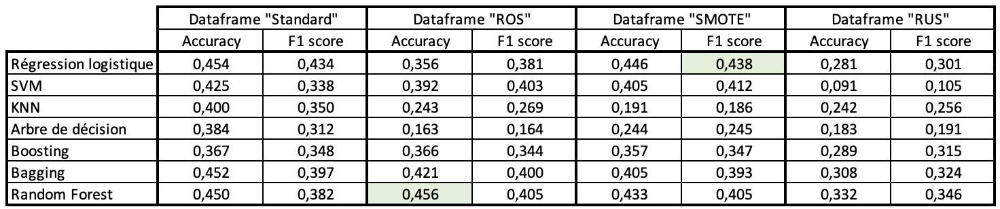 Dataframe "Standard" Dataframe "ROS" Dataframe "SMOTE" Dataframe "RUS"
Accuracy F1 score Accuracy F1 score Accuracy F1 score Accuracy F1 score
Régression logistique 0,454 0,434 0,356 0,381 0,446 0,438 0,281 0,301
SVM 0,425 0,338 0,392 0,403 0,405 0,412 0,091 0,105
KNN 0,400 0,350 0,243 0,269 0,191 0,186 0,242 0,256
Arbre de décision 0,384 0,312 0,163 0,164 0,244 0,245 0,183 0,191
Boosting 0,367 0,348 0,366 0,344 0,357 0,347 0,289 0,315
Bagging 0,452 0,397 0,421 0,400 0,405 0,393 0,308 0,324
Random Forest 0,450 0,382 0,456 0,405 0,433 0,405 0,332 0,346